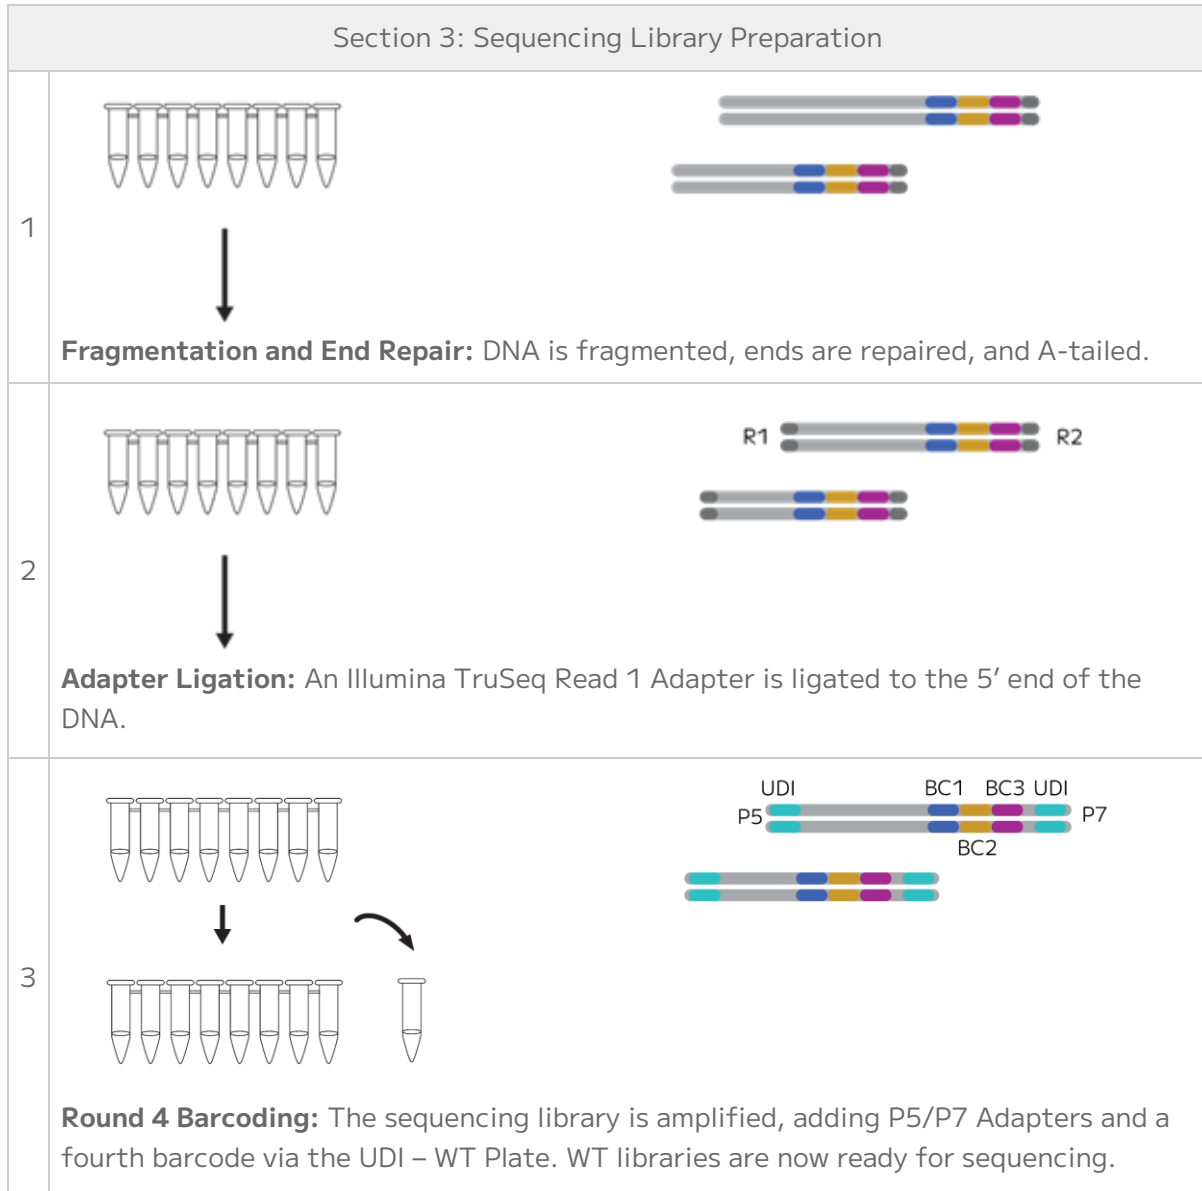 Section 3: Sequencing Library Preparation
1
Fragmentation and End Repair: DNA is fragmented, ends are repaired, and A-tailed.
R1
R2
2
Adapter Ligation: An Illumina TruSeq Read 1 Adapter is ligated to the 5′ end of the
DNA.
UDI
BC1
BC3
UDI
P5
P7
BC2
3
Round 4 Barcoding: The sequencing library is amplified, adding P5/P7 Adapters and a
fourth barcode via the UDI – WT Plate. WT libraries are now ready for sequencing.